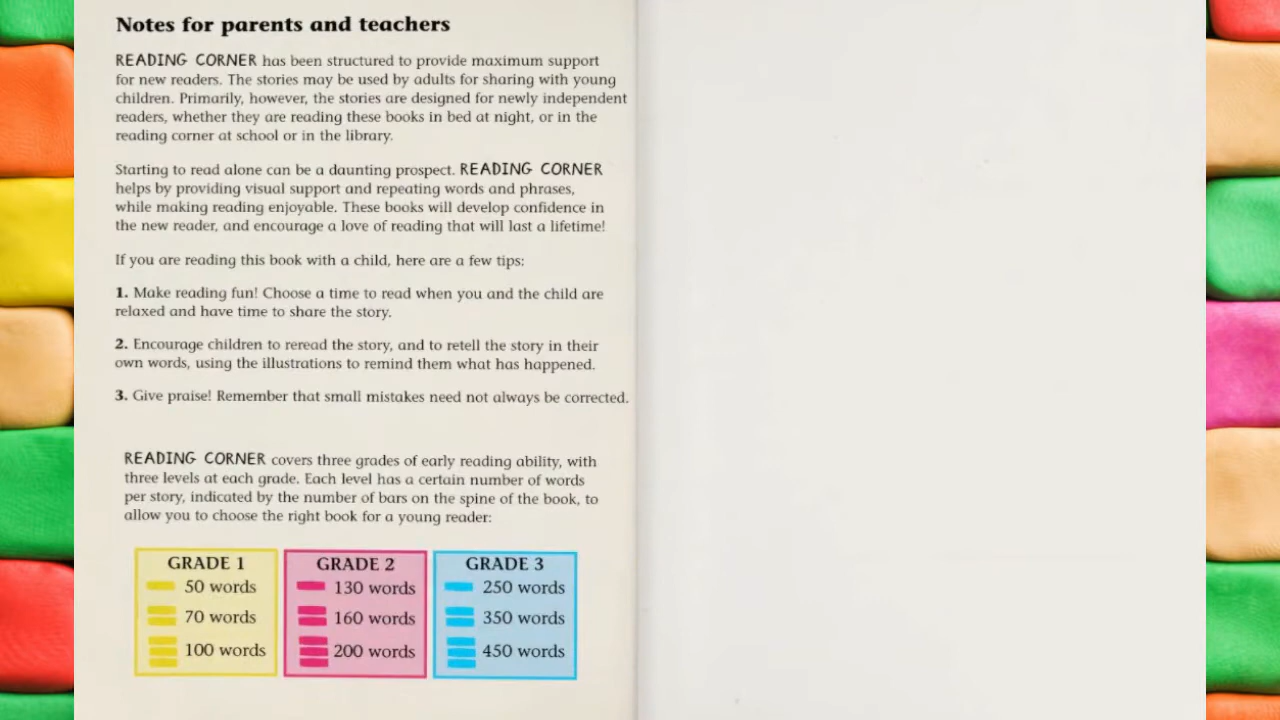 Notes for parents and teachers
READING CORNER has been structured to provide maximum support
for new readers. The stories may be used by adults for sharing with young
children. Primarily, however, the stories are designed for newly independent
readers, whether they are reading these books in bed at night, or in the
reading corner at school or in the library.
Starting to read alone can be a daunting prospect. READING CORNER
helps by providing visual support and repeating words and phrases,
while making reading enjoyable. These books will develop confidence in
the new reader, and encourage a love of reading that will last a lifetime!
If you are reading this book with a child, here are a few tips:
1. Make reading fun! Choose a time to read when you and the child are
relaxed and have time to share the story.
2. Encourage children to reread the story, and to retell the story in their
own words, using the illustrations to remind them what has happened.
3. Give praise! Remember that small mistakes need not always be corrected.
READING CORNER covers three grades of early reading ability, with
three levels at each grade. Each level has a certain number of words
per story, indicated by the number of bars on the spine of the book, to
allow you to choose the right book for a young reader:
GRADE 1
50 words
70 words
100 words
GRADE 2
130 words
160 words
200 words
GRADE 3
250 words
350 words
450 words